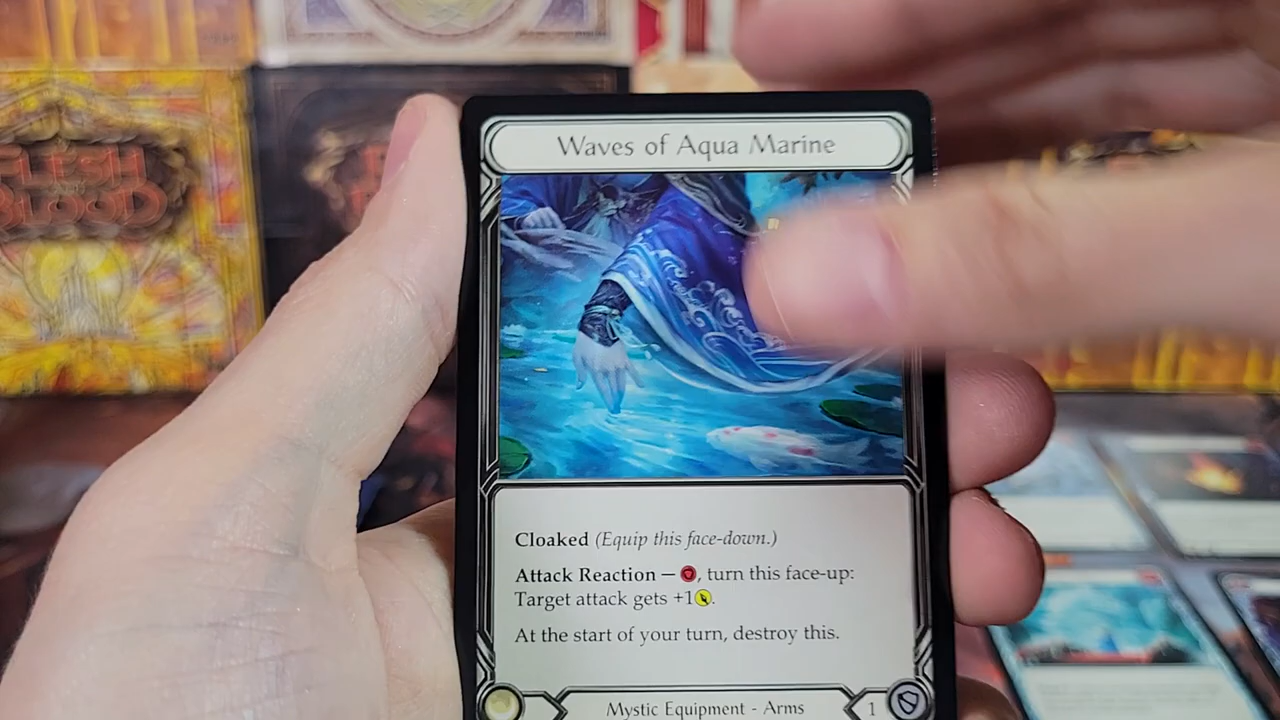 FLESH
BLOOD
Waves of Aqua Marine
Cloaked (Equip this face-down.)
Attack Reaction — , turn this face-up:
Target attack gets +1.
At the start of your turn, destroy this.
Mystic Equipment - Arms
1